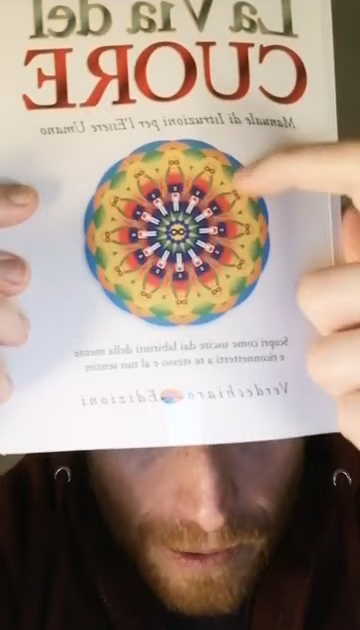 La Via del
CUORE
Manuale di Istruzioni per l'Essere Umano
Scopri come uscire dai labirinti della mente
e riconnetterti a te stesso e al tuo sentire
Verdechiaro Edizioni